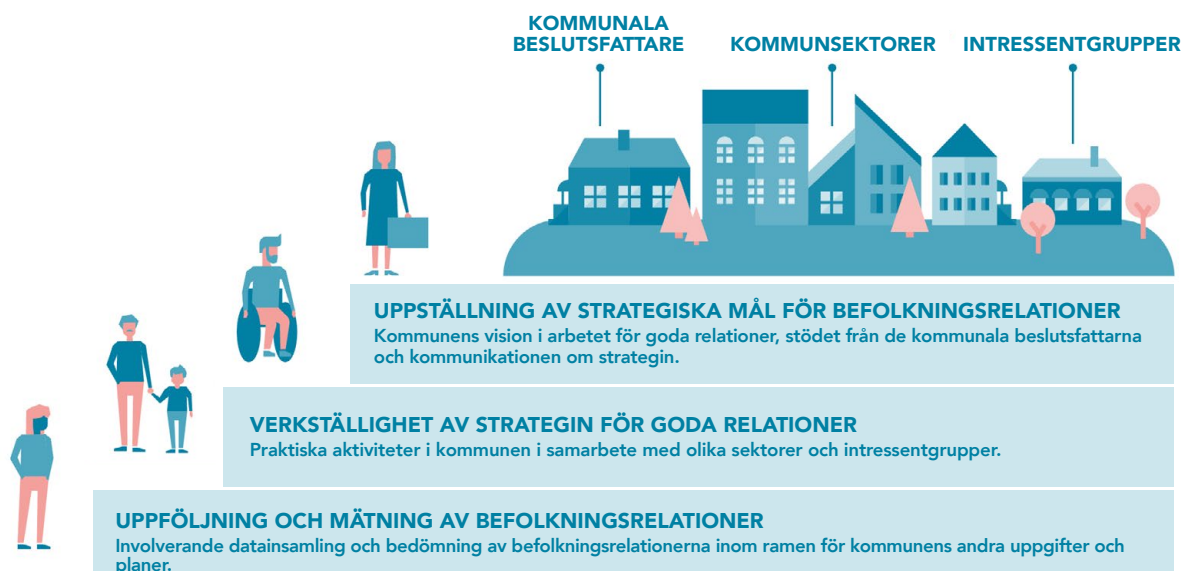 KOMMUNALA
BESLUTSFATTARE
KOMMUNSEKTORER
INTRESSENTGRUPPER
UPPSTÄLLNING AV STRATEGISKA MÅL FÖR BEFOLKNINGSRELATIONER
Kommunens vision i arbetet för goda relationer, stödet från de kommunala beslutsfattarna
och kommunikationen om strategin.
VERKSTÄLLIGHET AV STRATEGIN FÖR GODA RELATIONER
Praktiska aktiviteter i kommunen i samarbete med olika sektorer och intressentgrupper.
UPPFÖLJNING OCH MÄTNING AV BEFOLKNINGSRELATIONER
Involverande datainsamling och bedömning av befolkningsrelationerna inom ramen för kommunens andra uppgifter och
planer.